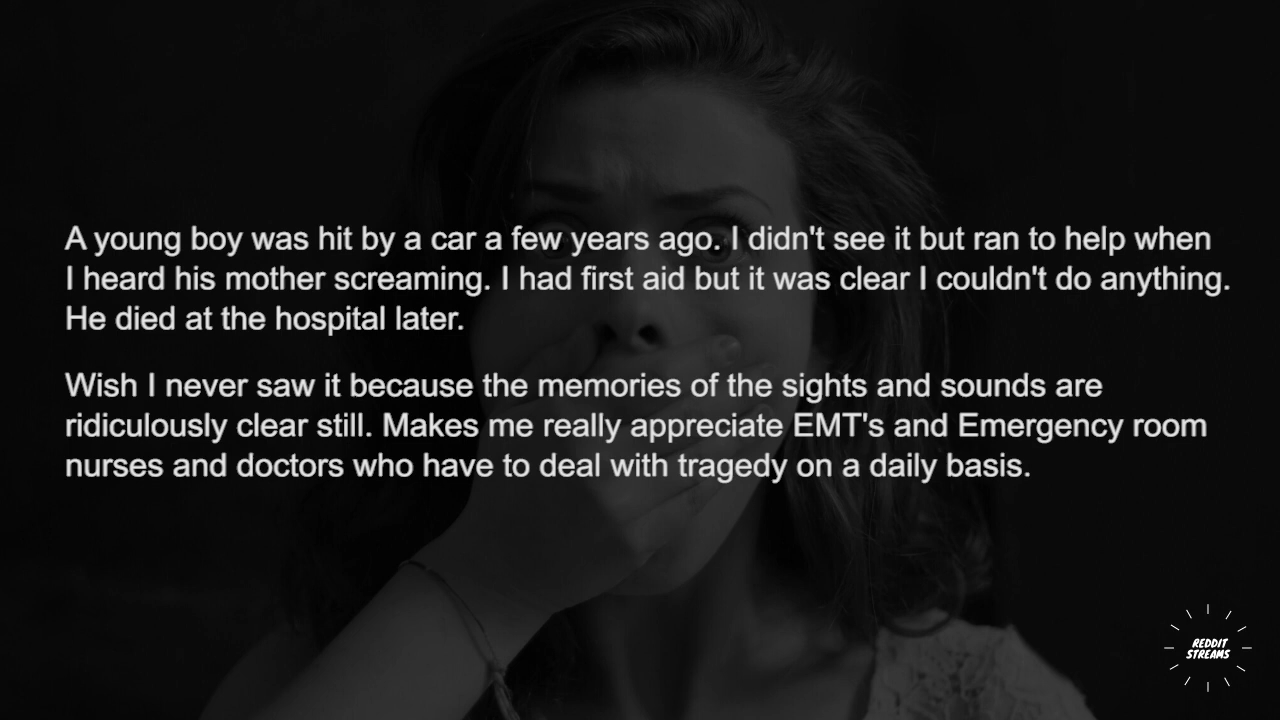 A young boy was hit by a car a few years ago. I didn't see it but ran to help when
I heard his mother screaming. I had first aid but it was clear I couldn't do anything.
He died at the hospital later.
Wish I never saw it because the memories of the sights and sounds are
ridiculously clear still. Makes me really appreciate EMT's and Emergency room
nurses and doctors who have to deal with tragedy on a daily basis.
REDDIT
STREAMS